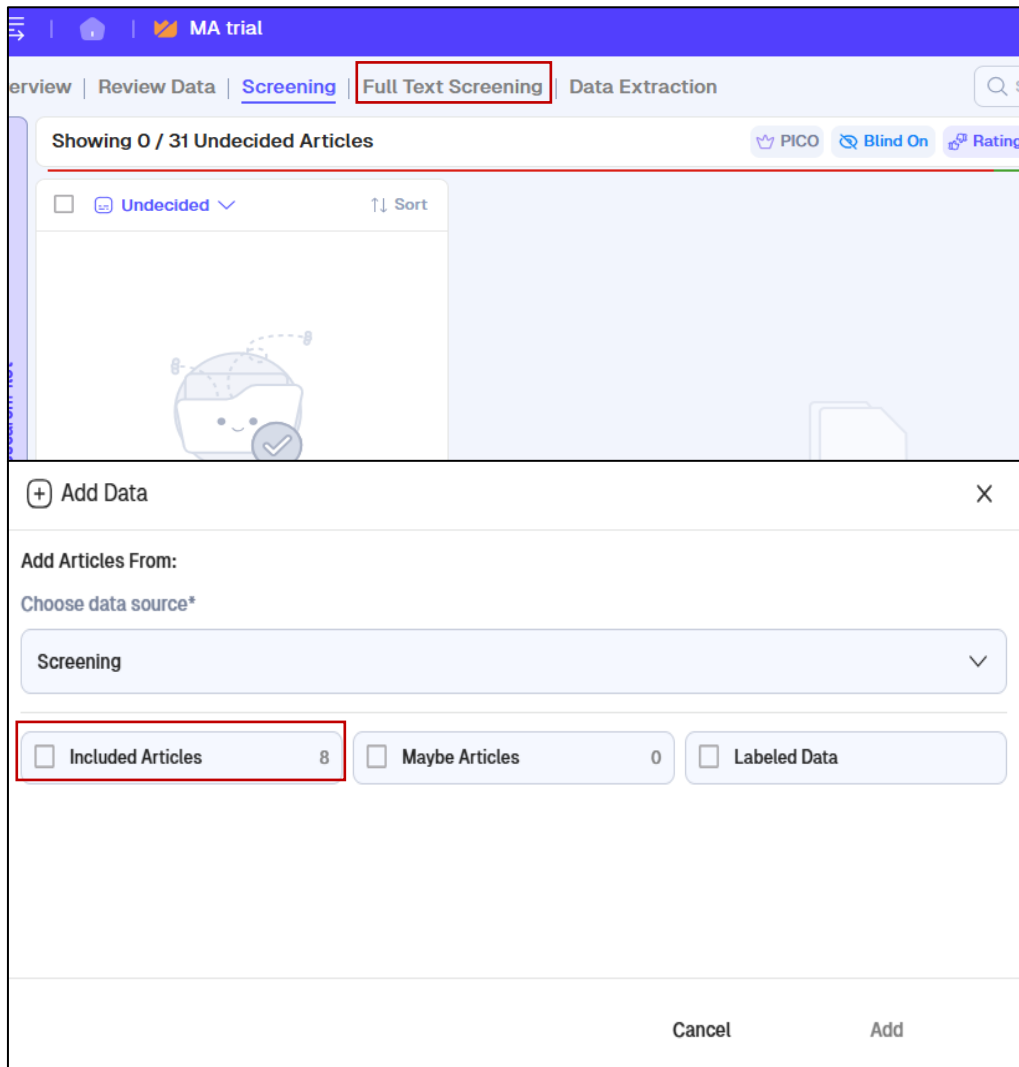 MA trial
erview | Review Data | Screening | Full Text Screening | Data Extraction
Showing 0 / 31 Undecided Articles
PICO
Blind On
Rating
Undecided
Sort
Add Data
Add Articles From:
Choose data source*
Screening
Included Articles 8
Maybe Articles 0
Labeled Data
Cancel
Add